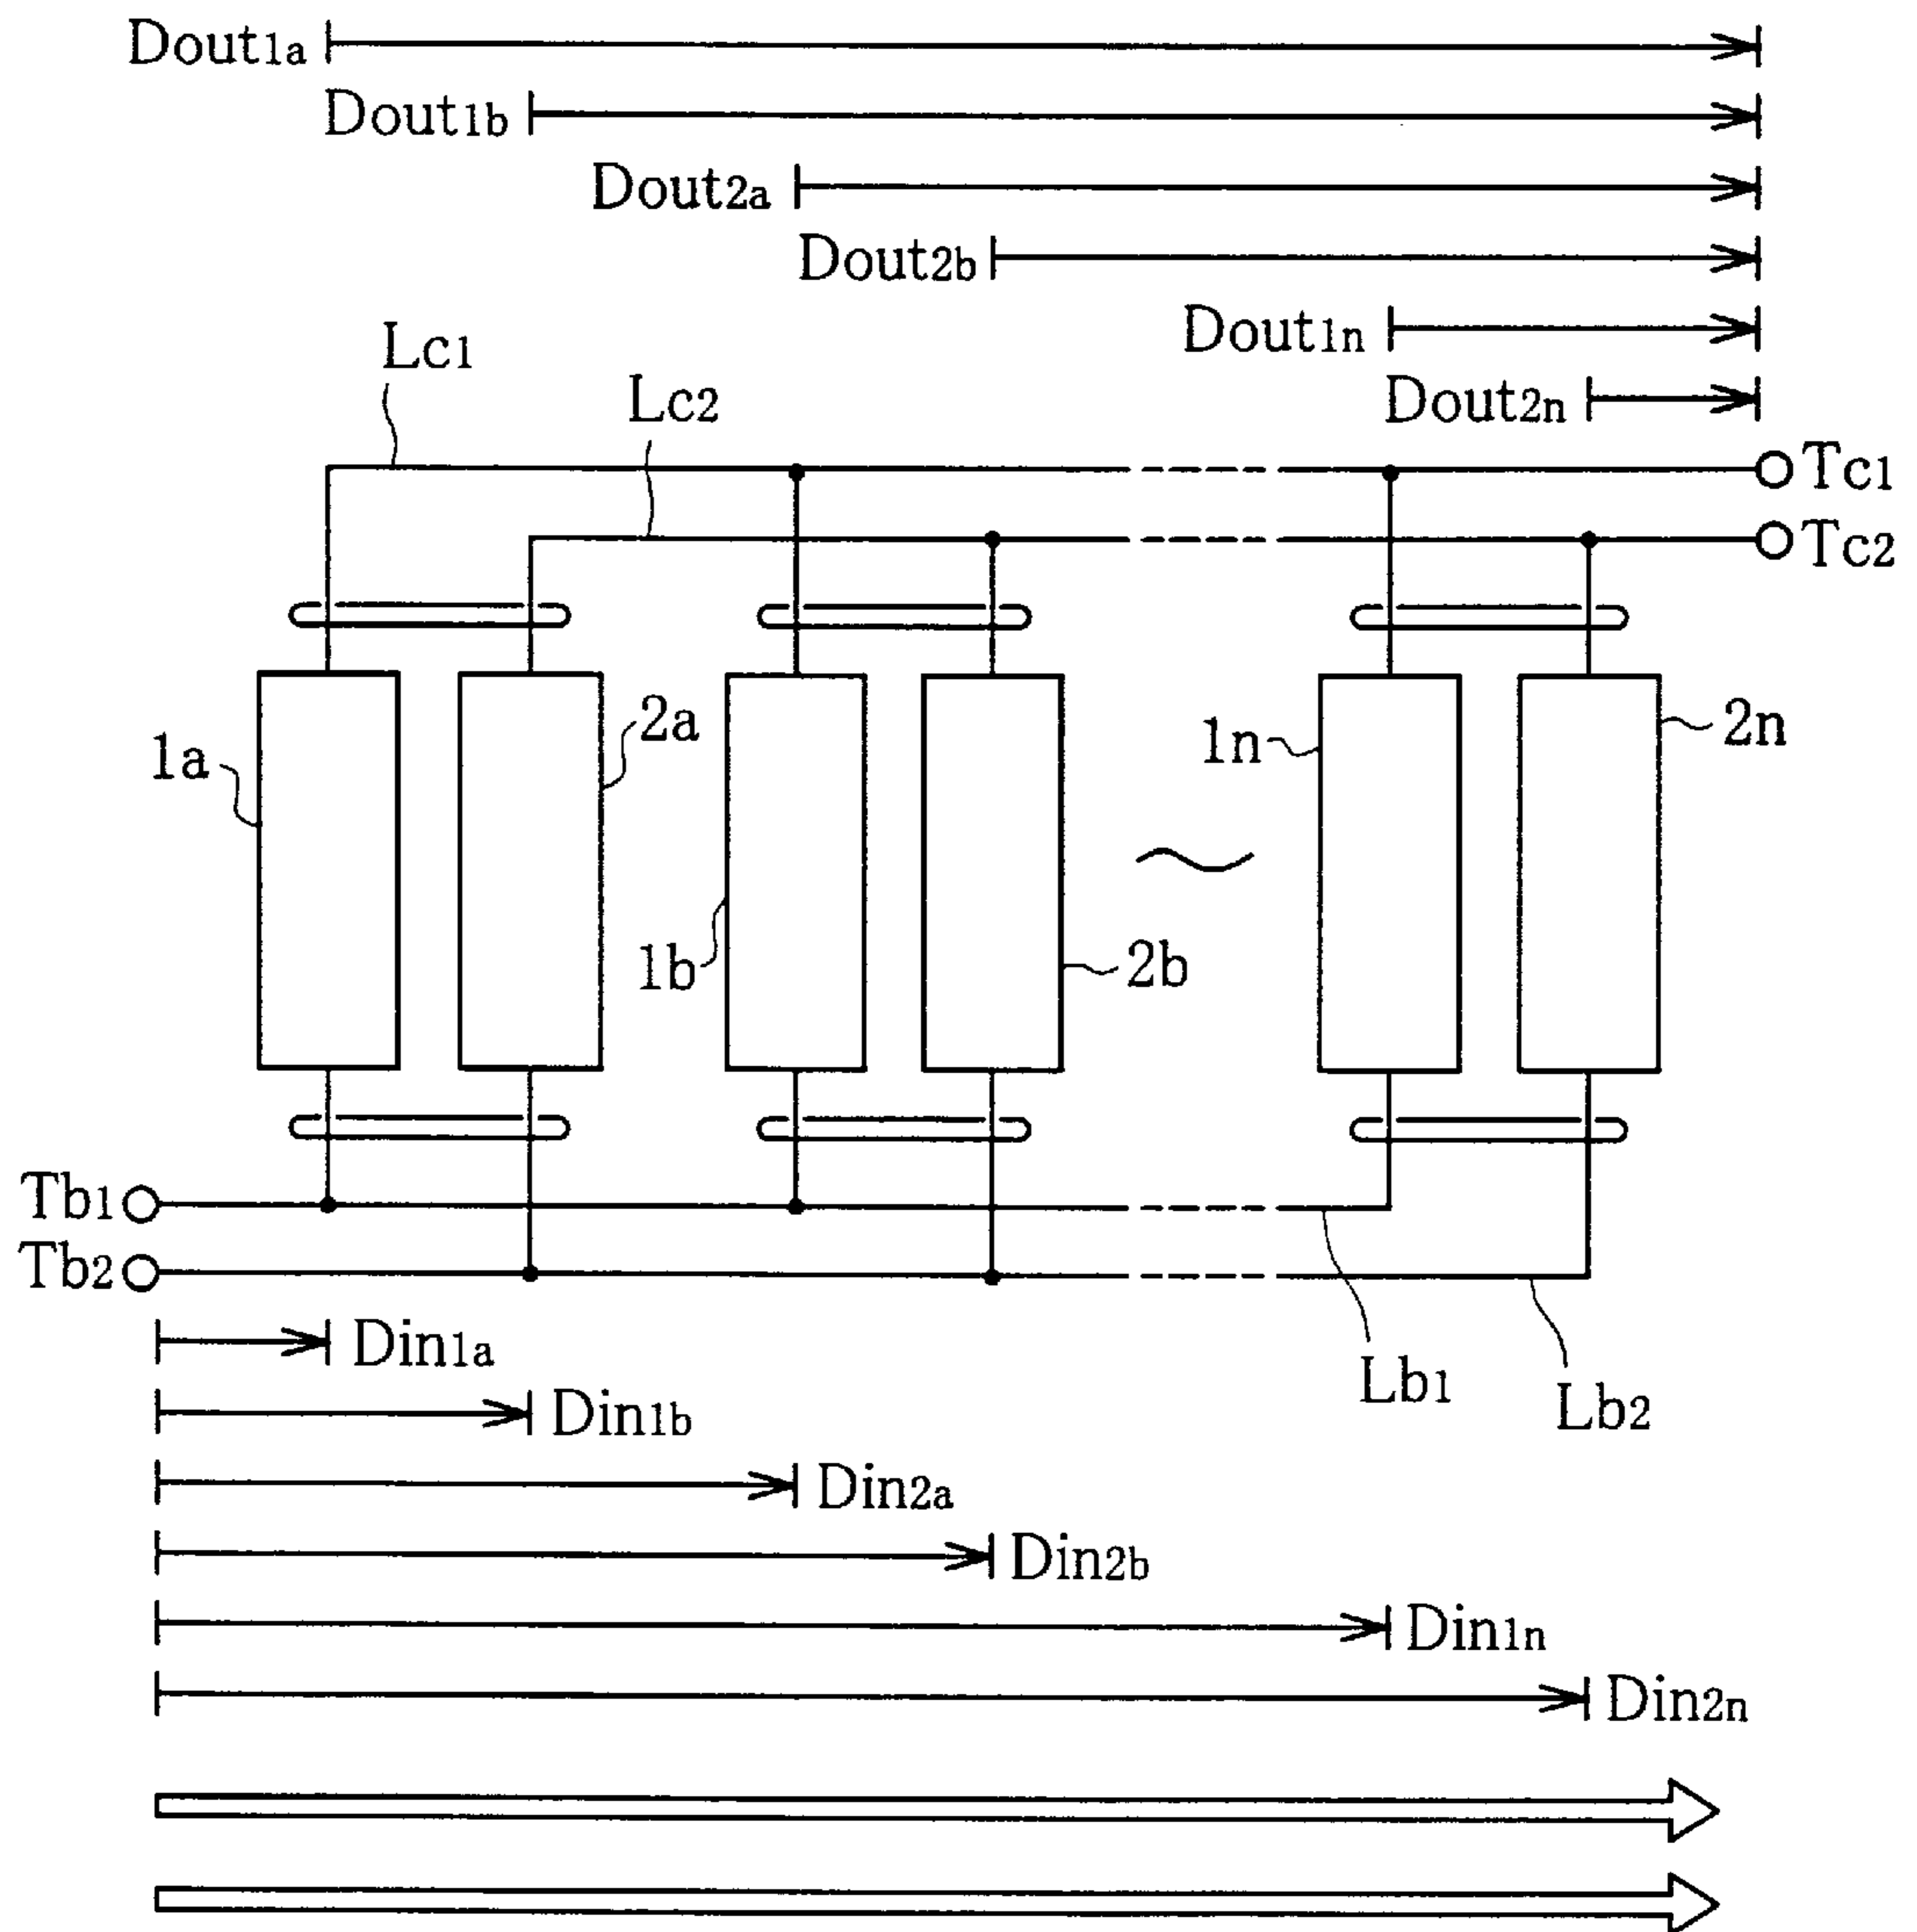 Dout1a
Dout1b
Dout2a
Dout2b
Dout1n
Dout2n
Lc1
Lc2
Tc1
Tc2
1a
2a
1b
2b
1n
2n
Tb1
Tb2
Din1a
Din1b
Din2a
Din2b
Din1n
Din2n
Lb1
Lb2